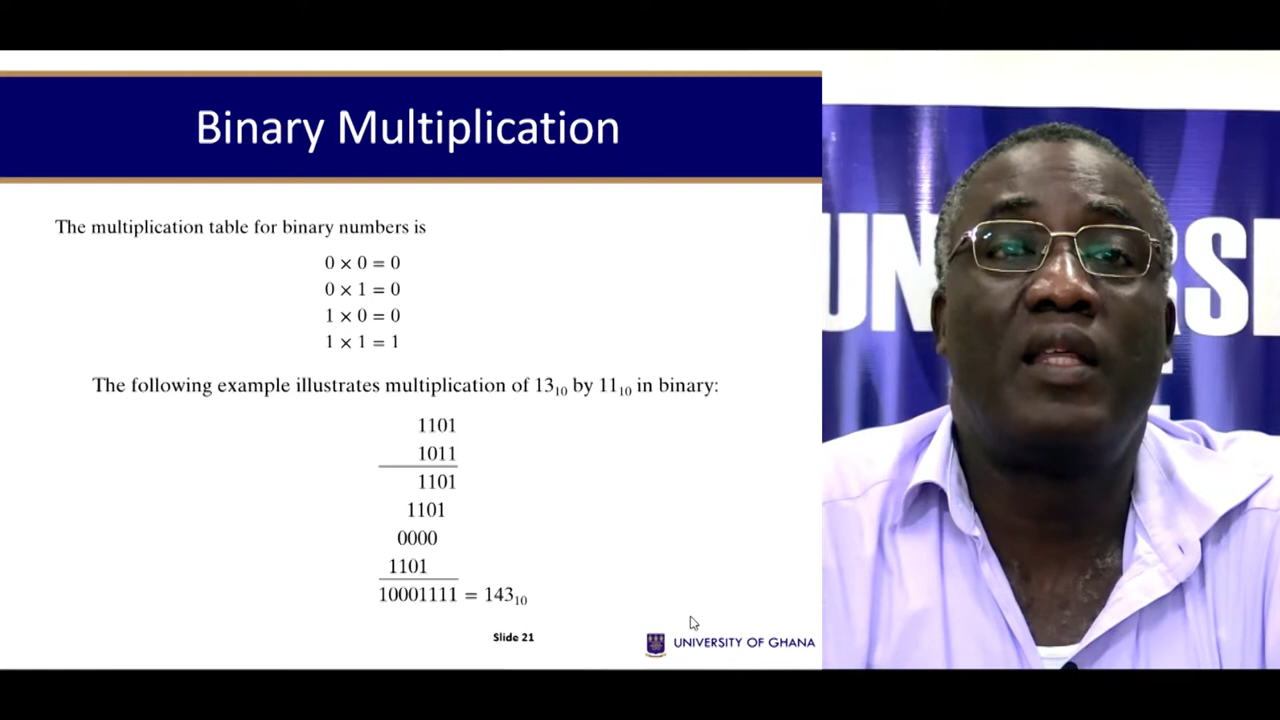 Binary Multiplication
The multiplication table for binary numbers is
0 × 0 = 0
0 × 1 = 0
1 × 0 = 0
1 × 1 = 1
The following example illustrates multiplication of 13₁₀ by 11₁₀ in binary:
1101
1011
1101
1101
0000
1101
10001111 = 143₁₀
Slide 21
UNIVERSITY OF GHANA